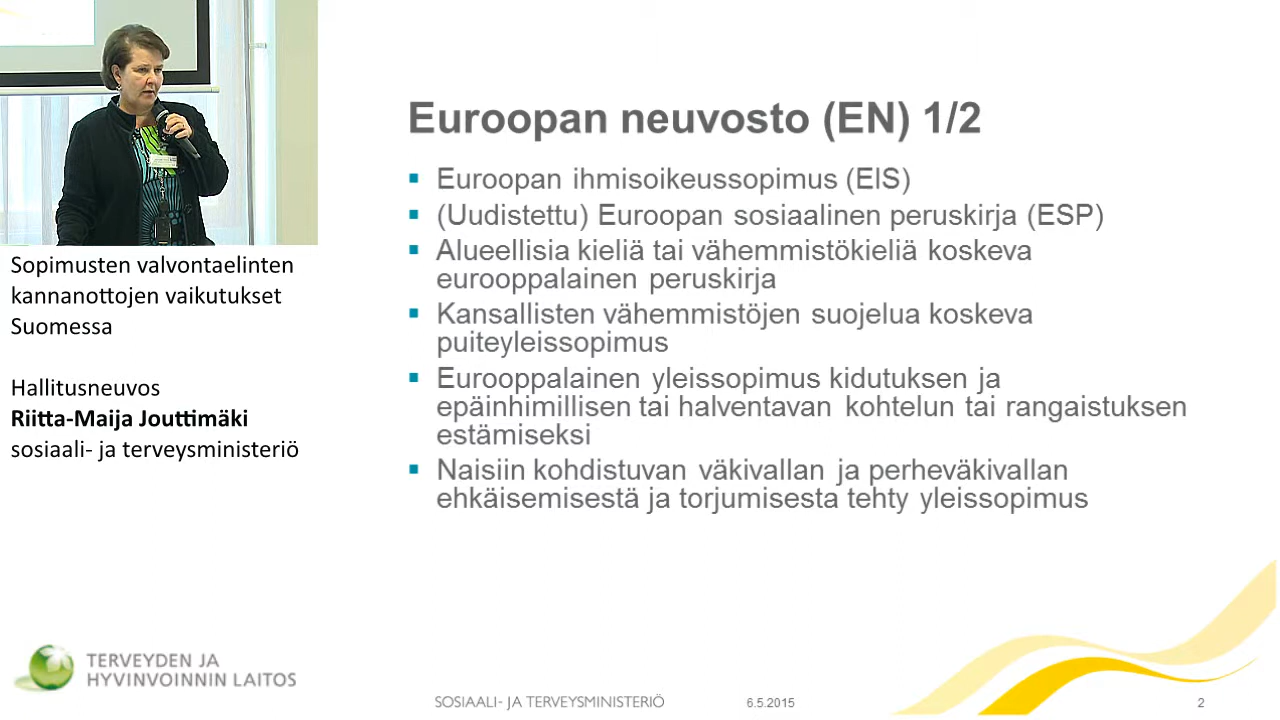 Sopimusten valvontaelinten
kannanottojen vaikutukset
Suomessa
Hallitusneuvos
Riitta-Maija Jouttimäki
sosiaali- ja terveysministeriö
Euroopan neuvosto (EN) 1/2
Euroopan ihmisoikeussopimus (EIS)
(Uudistettu) Euroopan sosiaalinen peruskirja (ESP)
Alueellisia kieliä tai vähemmistökieliä koskeva
eurooppalainen peruskirja
Kansallisten vähemmistöjen suojelua koskeva
puiteyleissopimus
Eurooppalainen yleissopimus kidutuksen ja
epäinhimillisen tai halventavan kohtelun tai rangaistuksen
estämiseksi
Naisiin kohdistuvan väkivallan ja perheväkivallan
ehkäisemisestä ja torjumisesta tehty yleissopimus
TERVEYDEN JA
HYVINVOINNIN LAITOS
SOSIAALI- JA TERVEYSMINISTERIÖ 6.5.2015 2